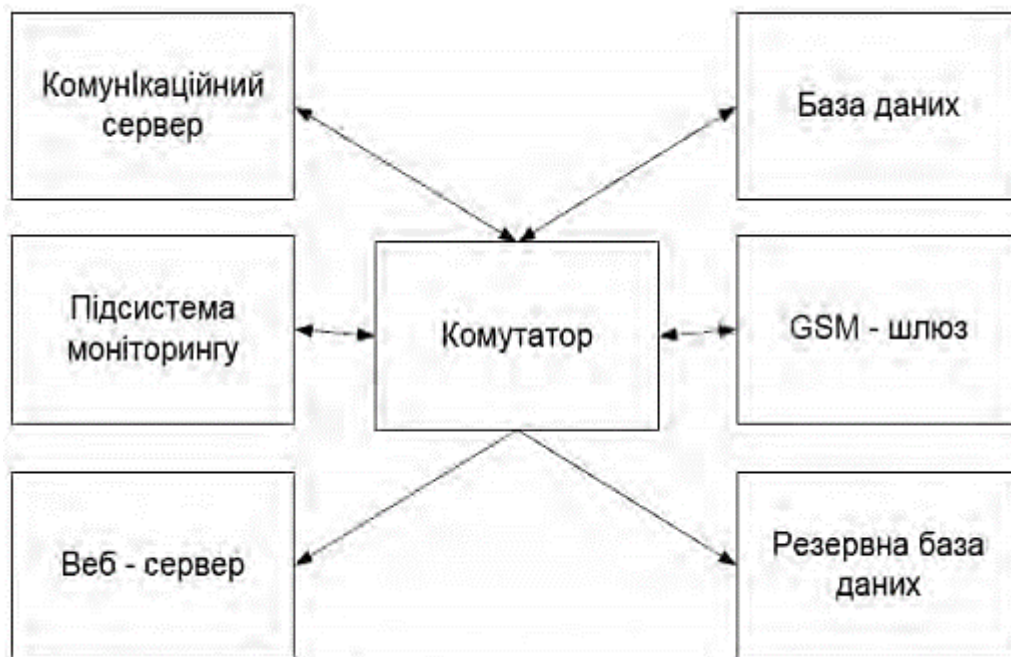 КомунІкаційний
сервер
База даних
Підсистема
моніторингу
Комутатор
GSM - шлюз
Веб - сервер
Резервна база
даних